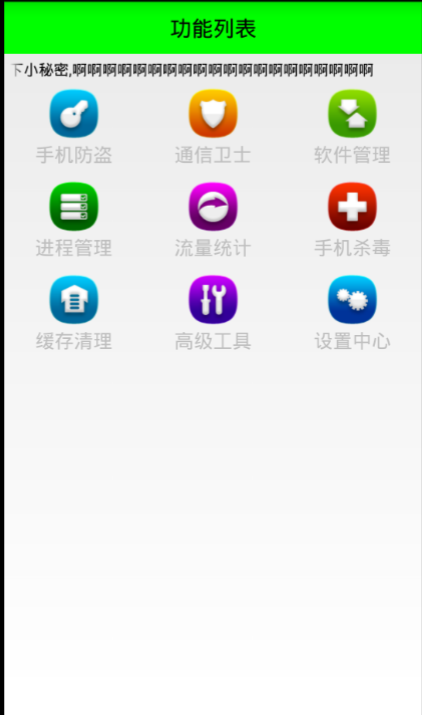 功能列表
下小秘密,啊啊啊啊啊啊啊啊啊啊啊啊啊啊啊啊啊啊啊啊
手机防盗 通信卫士 软件管理
进程管理 流量统计 手机杀毒
缓存清理 高级工具 设置中心